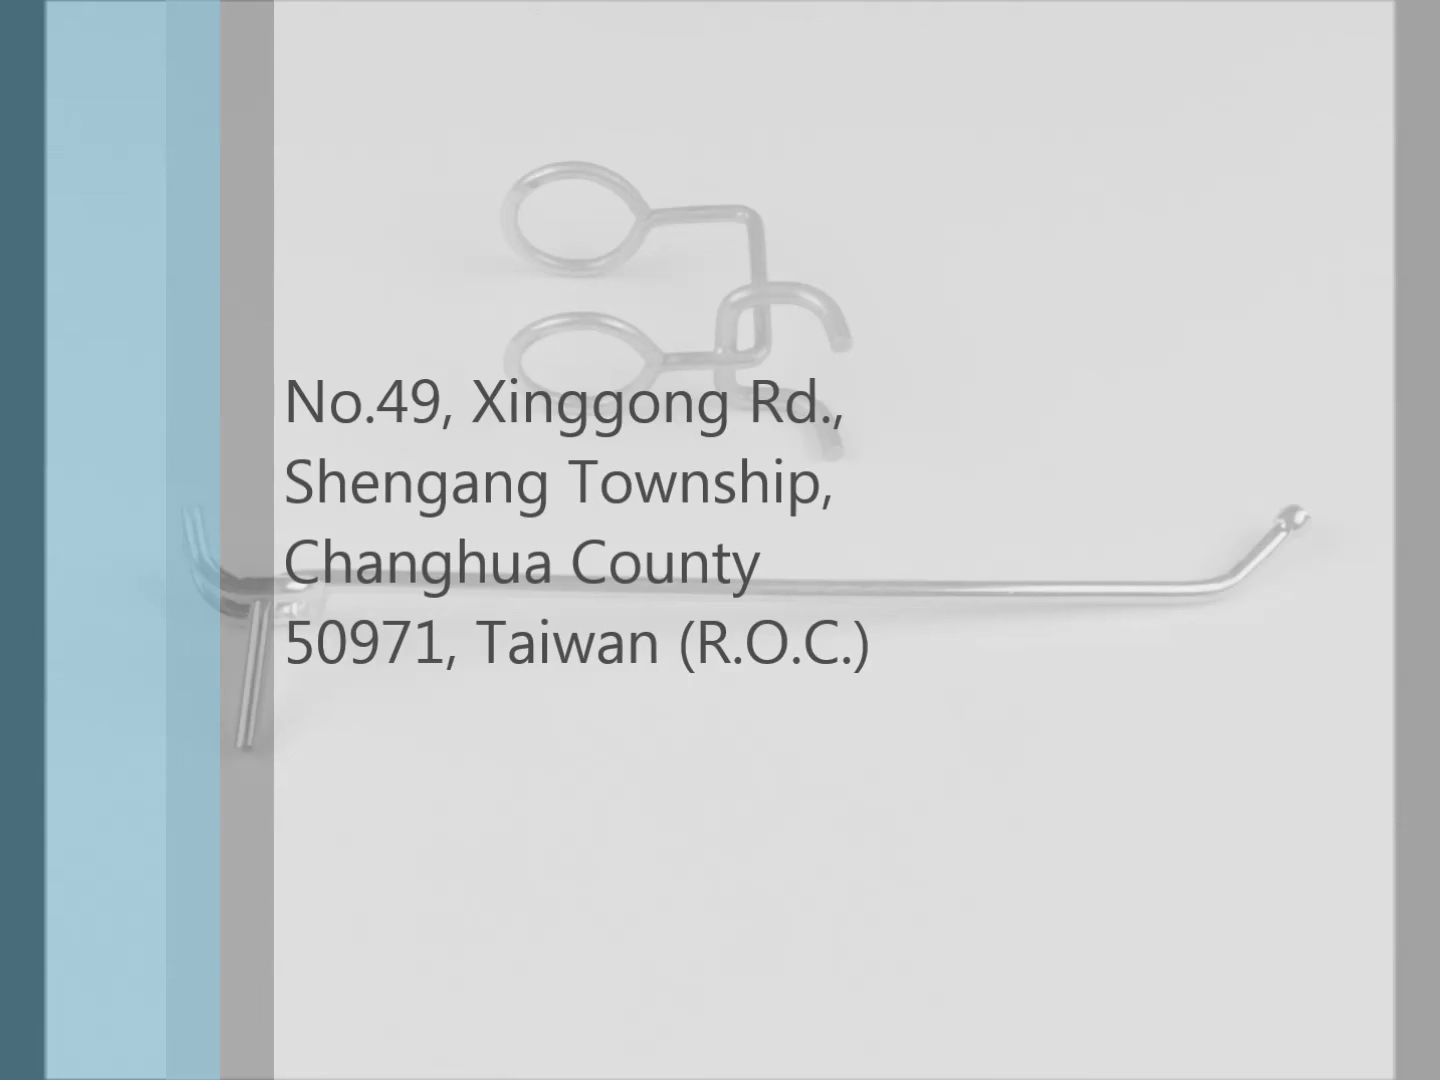 No.49, Xinggong Rd.,
Shengang Township,
Changhua County
50971, Taiwan (R.O.C.)